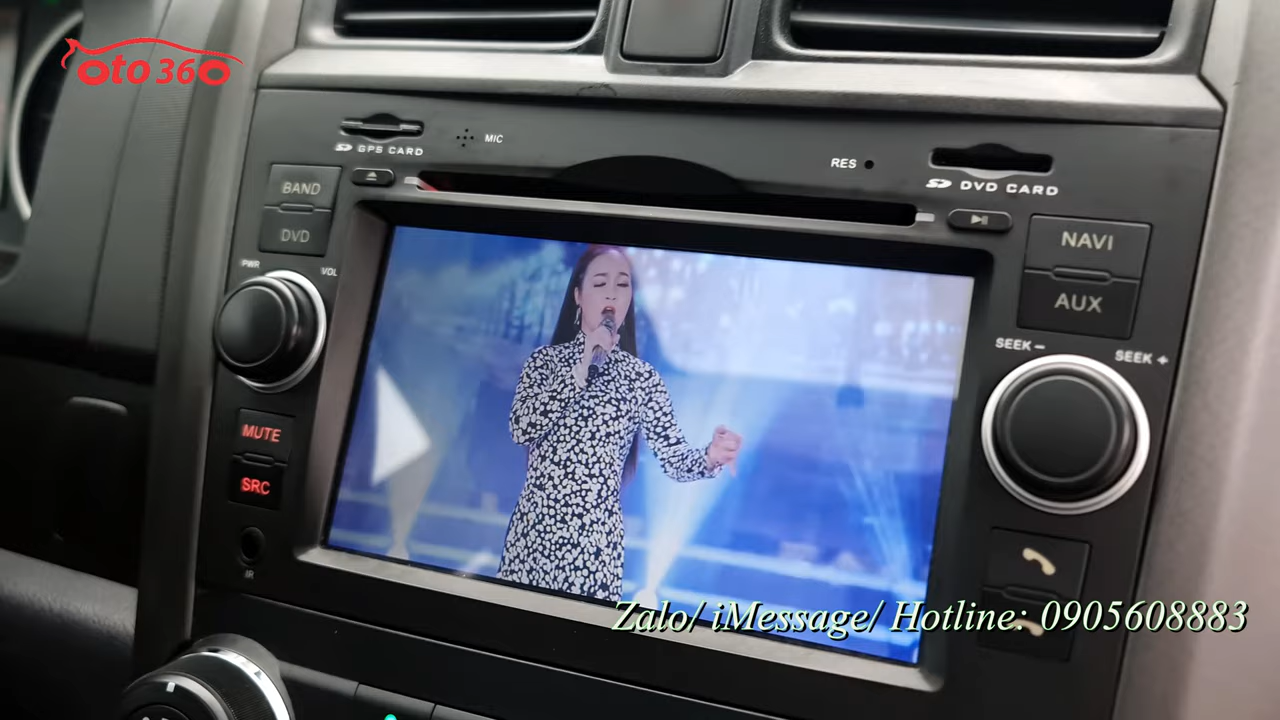 oto360
GPS CARD
MIC
RES
DVD CARD
BAND
DVD
NAVI
AUX
PWR
VOL
SEEK -
SEEK +
MUTE
SRC
IR
Zalo/ iMessage/ Hotline: 0905608883